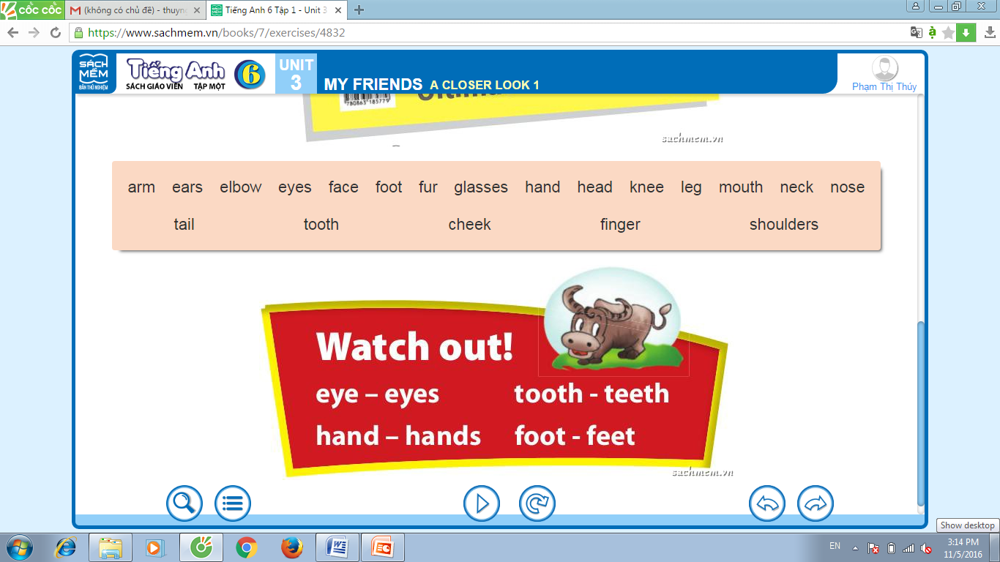 CỐC CỐC
(không có chủ đề) - thuyng
Tiếng Anh 6 Tập 1 - Unit 3
https://www.sachmem.vn/books/7/exercises/4832
SÁCH
MỀM
BẢN THỬ NGHIỆM
Tiếng Anh 6
SÁCH GIÁO VIÊN TẬP MỘT
UNIT
3
MY FRIENDS A CLOSER LOOK 1
Phạm Thị Thúy
9780863185779
sachmem.vn
arm ears elbow eyes face foot fur glasses hand head knee leg mouth neck nose
tail tooth cheek finger shoulders
Watch out!
eye – eyes tooth - teeth
hand – hands foot - feet
sachmem.vn
Show desktop
EN
3:14 PM
11/5/2016